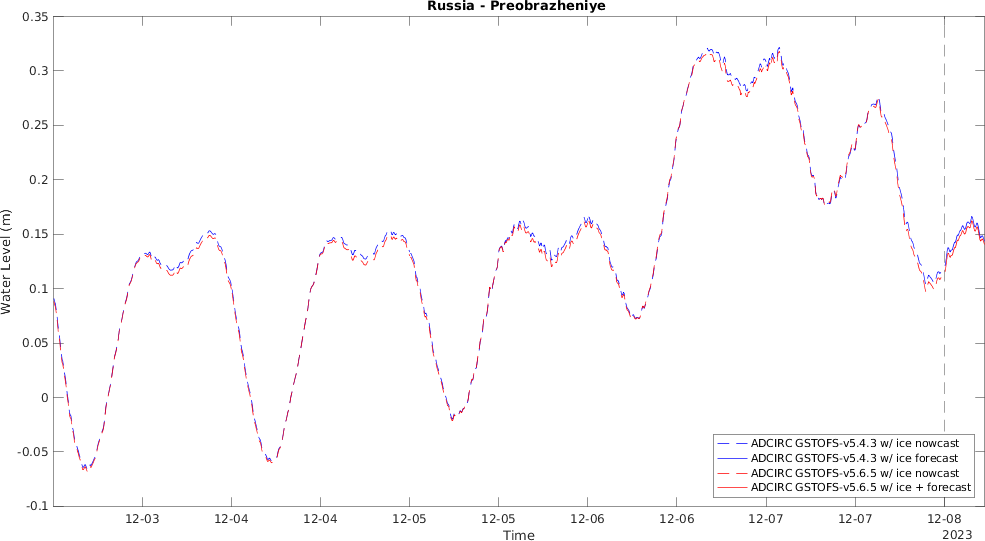 Russia - Preobrazheniye
0.35
0.3
0.25
0.2
0.15
0.1
0.05
0
-0.05
-0.1
Water Level (m)
ADCIRC GSTOFS-v5.4.3 w/ ice nowcast
ADCIRC GSTOFS-v5.4.3 w/ ice forecast
ADCIRC GSTOFS-v5.6.5 w/ ice nowcast
ADCIRC GSTOFS-v5.6.5 w/ ice + forecast
12-03 12-04 12-04 12-05 12-05 12-06 12-06 12-07 12-07 12-08
Time 2023